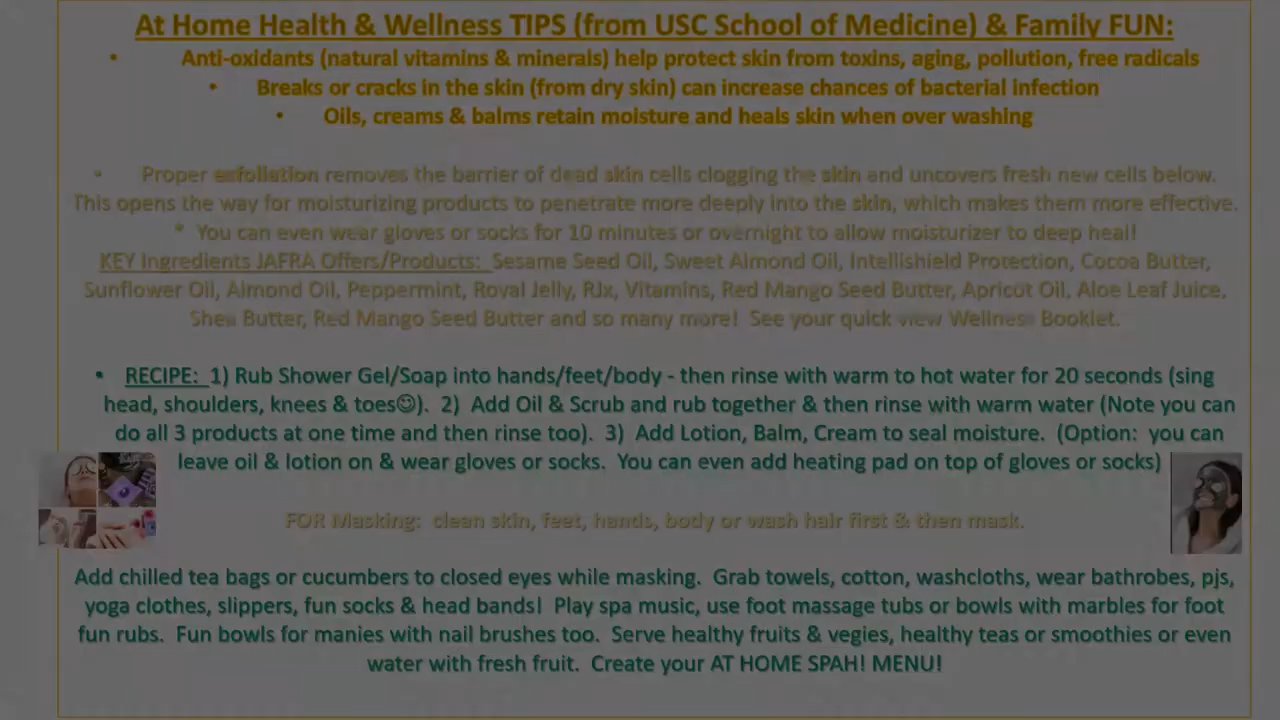 At Home Health & Wellness TIPS (from USC School of Medicine) & Family FUN:
• Anti-oxidants (natural vitamins & minerals) help protect skin from toxins, aging, pollution, free radicals
• Breaks or cracks in the skin (from dry skin) can increase chances of bacterial infection
• Oils, creams & balms retain moisture and heals skin when over washing
• Proper exfoliation removes the barrier of dead skin cells clogging the skin and uncovers fresh new cells below.
This opens the way for moisturizing products to penetrate more deeply into the skin, which makes them more effective.
* You can even wear gloves or socks for 10 minutes or overnight to allow moisturizer to deep heal!
KEY Ingredients JAFRA Offers/Products: Sesame Seed Oil, Sweet Almond Oil, Intellishield Protection, Cocoa Butter,
Sunflower Oil, Almond Oil, Peppermint, Royal Jelly, RJx, Vitamins, Red Mango Seed Butter, Apricot Oil, Aloe Leaf Juice,
Shea Butter, Red Mango Seed Butter and so many more! See your quick view Wellness Booklet.
• RECIPE: 1) Rub Shower Gel/Soap into hands/feet/body - then rinse with warm to hot water for 20 seconds (sing
head, shoulders, knees & toes☺). 2) Add Oil & Scrub and rub together & then rinse with warm water (Note you can
do all 3 products at one time and then rinse too). 3) Add Lotion, Balm, Cream to seal moisture. (Option: you can
leave oil & lotion on & wear gloves or socks. You can even add heating pad on top of gloves or socks)
FOR Masking: clean skin, feet, hands, body or wash hair first & then mask.
Add chilled tea bags or cucumbers to closed eyes while masking. Grab towels, cotton, washcloths, wear bathrobes, pjs,
yoga clothes, slippers, fun socks & head bands! Play spa music, use foot massage tubs or bowls with marbles for foot
fun rubs. Fun bowls for manies with nail brushes too. Serve healthy fruits & vegies, healthy teas or smoothies or even
water with fresh fruit. Create your AT HOME SPAH! MENU!